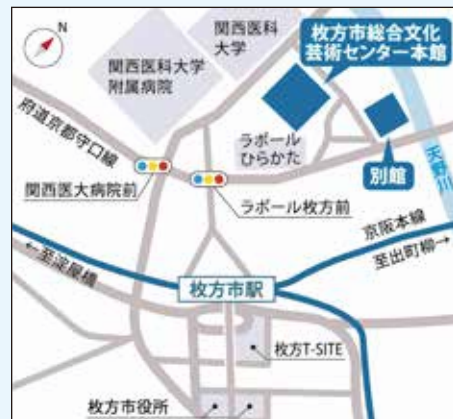 N
関西医科
大学
枚方市総合文化
芸術センター本館
関西医科大学
附属病院
府道京都守口線
ラポール
ひらかた
別館
天野川
関西医大病院前
ラポール枚方前
京阪本線
至出町柳→
←至淀屋橋
枚方市駅
枚方T-SITE
枚方市役所